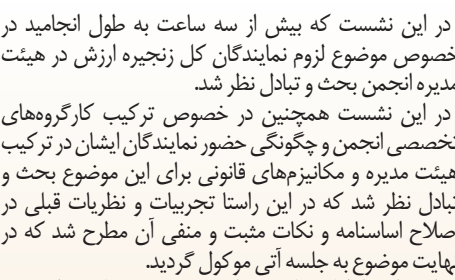 در این نشست که بیش از سه ساعت به طول انجامید در
خصوص موضوع لزوم نمایندگان کل زنجیره ارزش در هیئت
مدیره انجمن بحث و تبادل نظر شد.
در این نشست همچنین در خصوص ترکیب کارگروه‌های
تخصصی انجمن و چگونگی حضور نمایندگان ایشان در ترکیب
هیئت مدیره و مکانیزم‌های قانونی برای این موضوع بحث و
تبادل نظر شد که در این راستا تجربیات و نظریات قبلی در
اصلاح اساسنامه و نکات مثبت و منفی آن مطرح شد که در
نهایت موضوع به جلسه آتی موکول گردید.